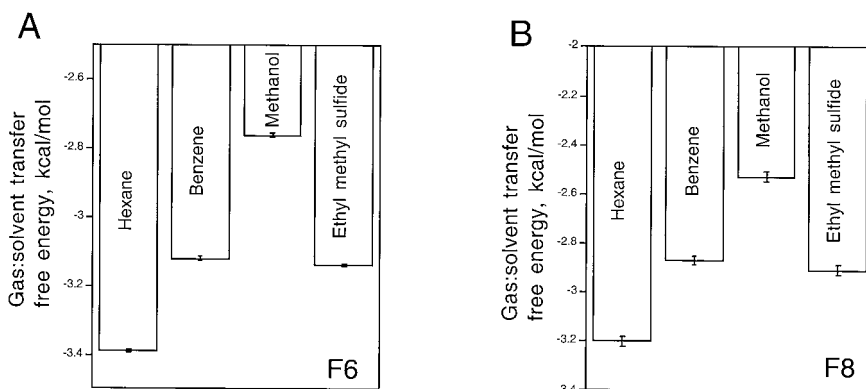 A
Gas:solvent transfer
free energy, kcal/mol
-2.6
-2.8
-3
-3.2
-3.4
Hexane
Benzene
Methanol
Ethyl methyl sulfide
F6
B
Gas:solvent transfer
free energy, kcal/mol
-2
-2.2
-2.4
-2.6
-2.8
-3
-3.2
-3.4
Hexane
Benzene
Methanol
Ethyl methyl sulfide
F8